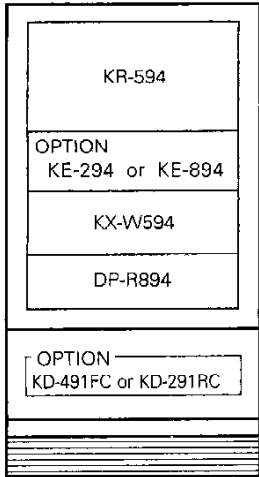 KR-594
OPTION
KE-294 or KE-894
KX-W594
DP-R894
OPTION
KD-491FC or KD-291RC